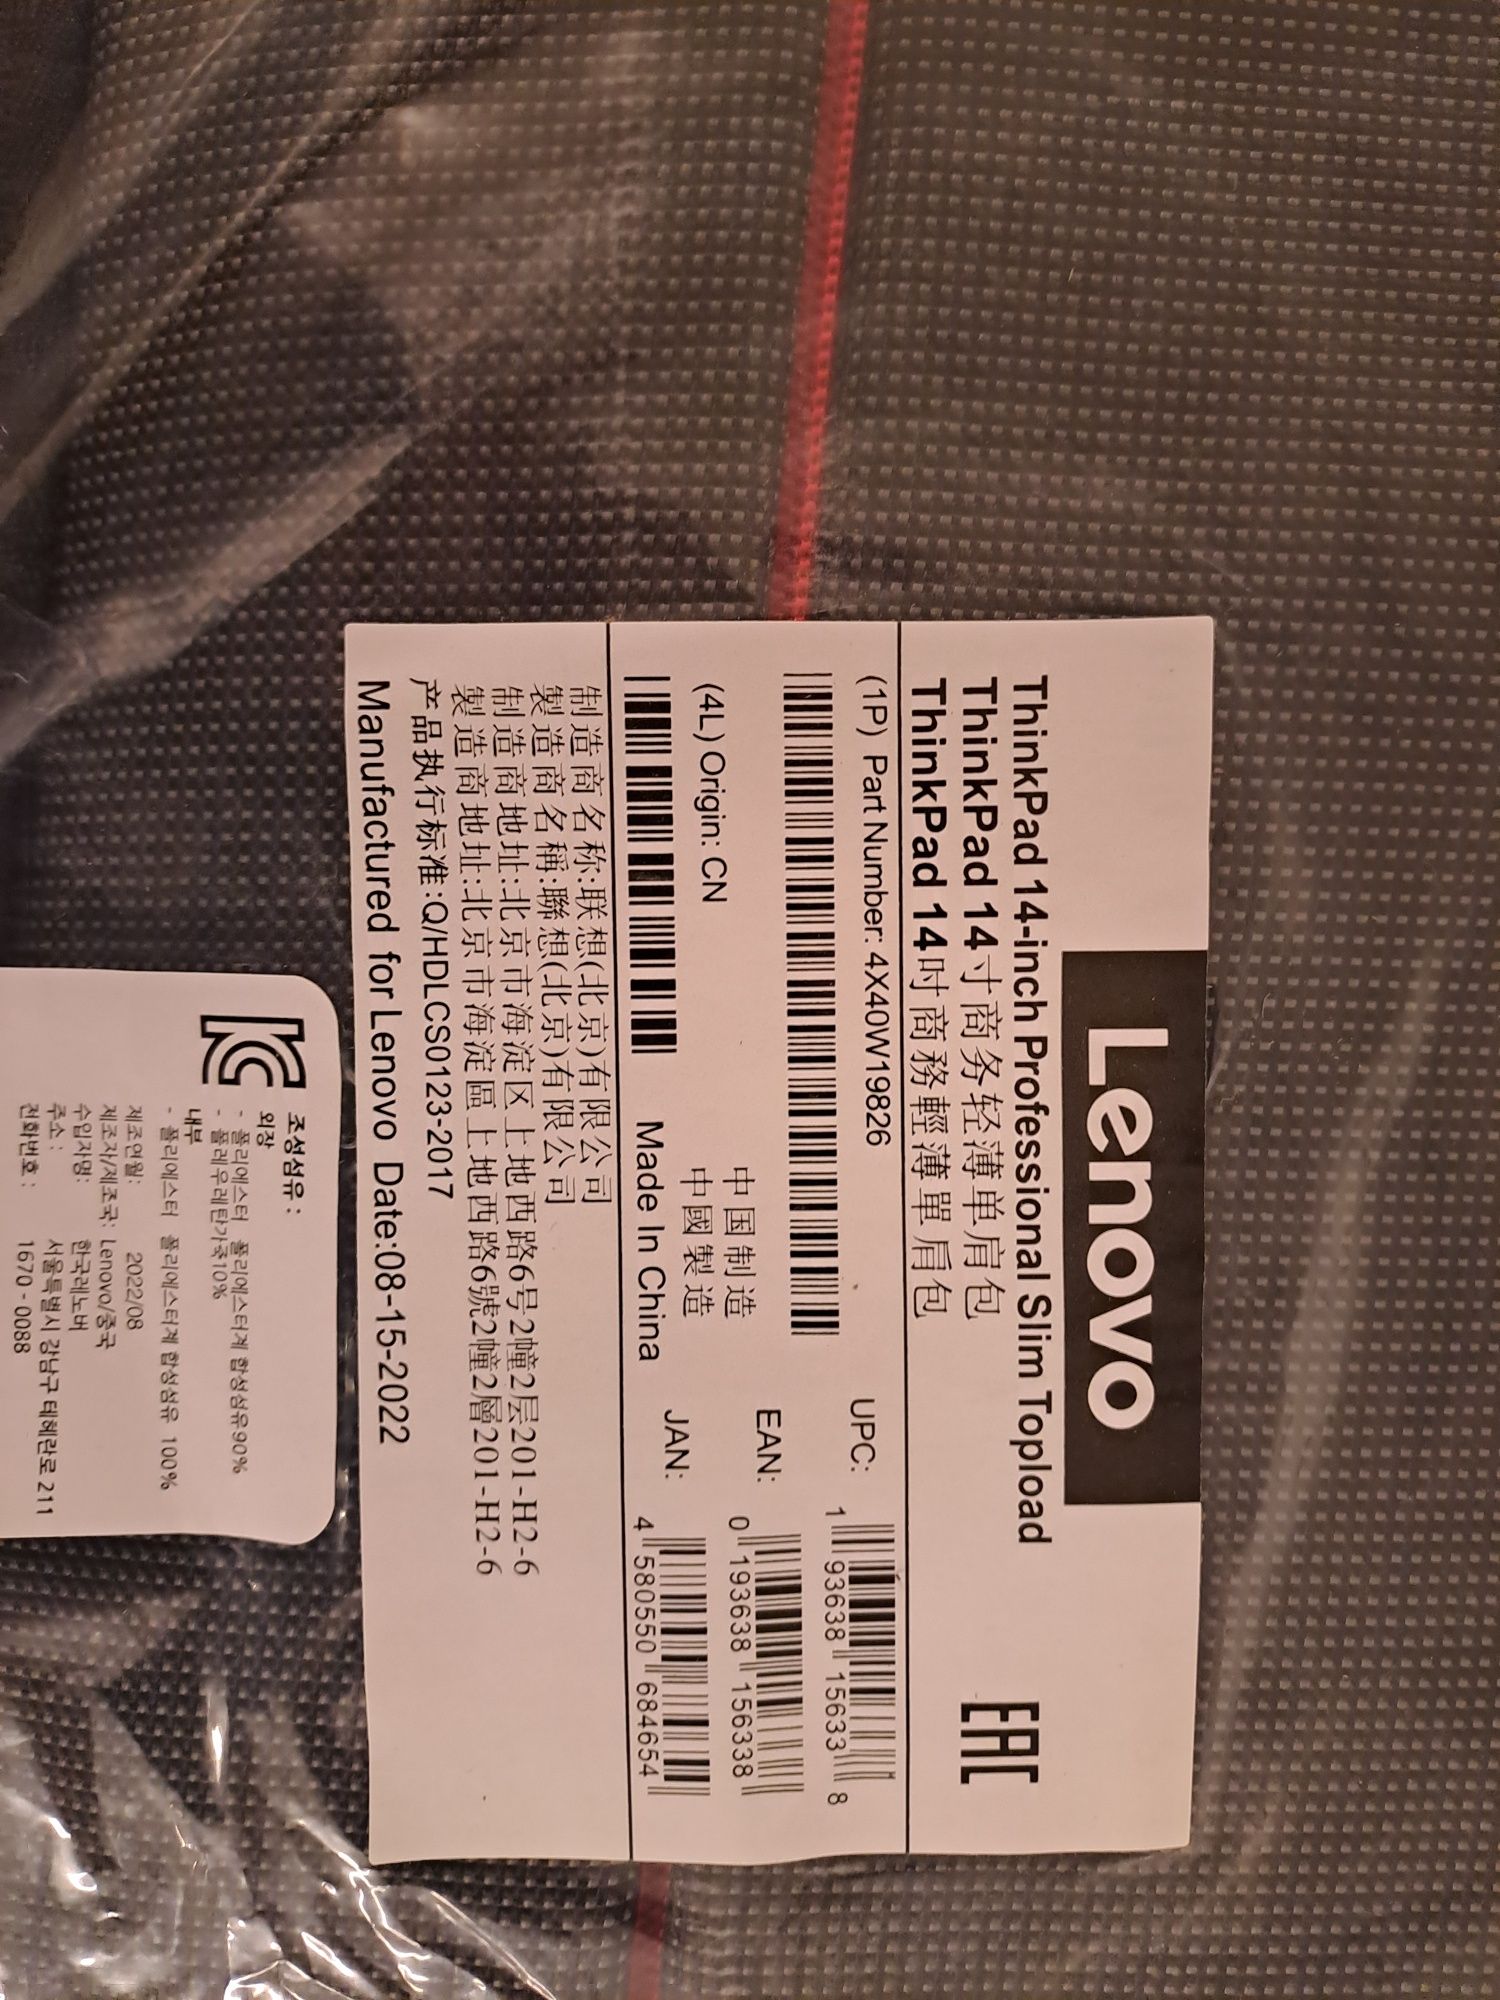 Lenovo
ThinkPad 14-inch Professional Slim Topload
ThinkPad 14寸商务轻薄单肩包
ThinkPad 14吋商務輕薄單肩包
EAC
(1P) Part Number: 4X40W19826
UPC:
1 93638 15633 8
(4L) Origin: CN
中国制造
中國製造
Made In China
EAN:
0 193638 156338
JAN:
4 580550 684654
制造商名称:联想(北京)有限公司
製造商名稱:聯想(北京)有限公司
制造商地址:北京市海淀区上地西路6号2幢2层201-H2-6
製造商地址:北京市海淀區上地西路6號2幢2層201-H2-6
产品执行标准:Q/HDLCS0123-2017
Manufactured for Lenovo Date:08-15-2022
조성섬유 :
외장
- 폴리에스터 폴리에스터계 합성섬유90%
- 폴레우레탄가죽10%
내부
- 폴리에스터 폴리에스터계 합성섬유 100%
제조연월: 2022/08
제조자/제조국: Lenovo/중국
수입자명: 한국레노버
주소 : 서울특별시 강남구 테헤란로 211
전화번호 : 1670 - 0088